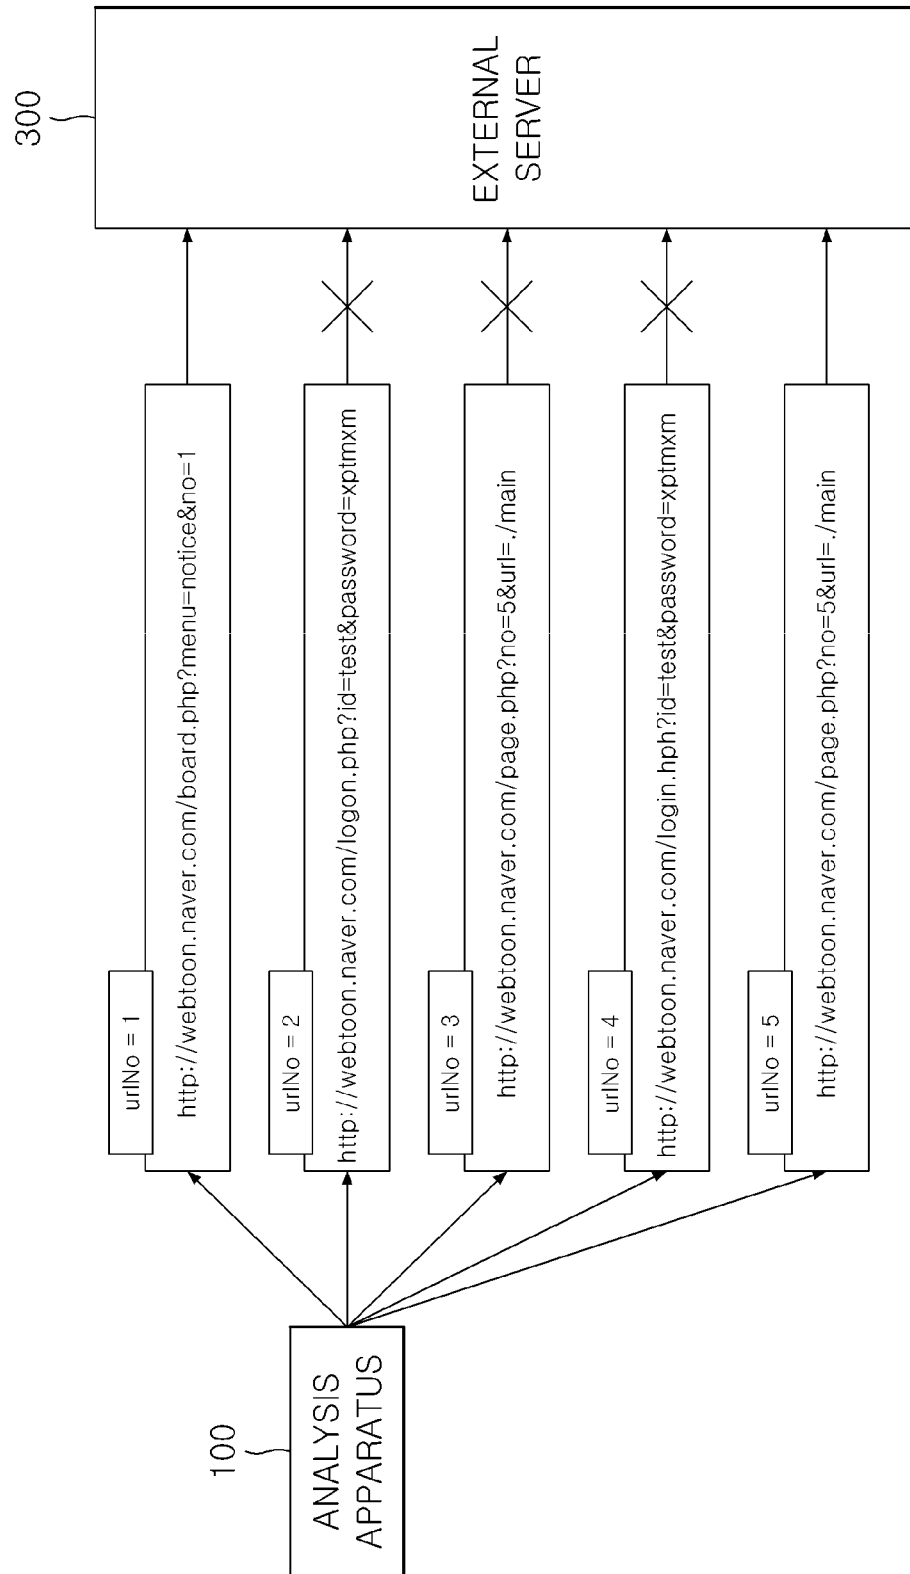 100
ANALYSIS
APPARATUS
urlNo = 1
http://webtoon.naver.com/board.php?menu=notice&no=1
urlNo = 2
http://webtoon.naver.com/logon.php?id=test&password=xptmxm
urlNo = 3
http://webtoon.naver.com/page.php?no=5&url=./main
urlNo = 4
http://webtoon.naver.com/login.hph?id=test&password=xptmxm
urlNo = 5
http://webtoon.naver.com/page.php?no=5&url=./main
300
EXTERNAL
SERVER